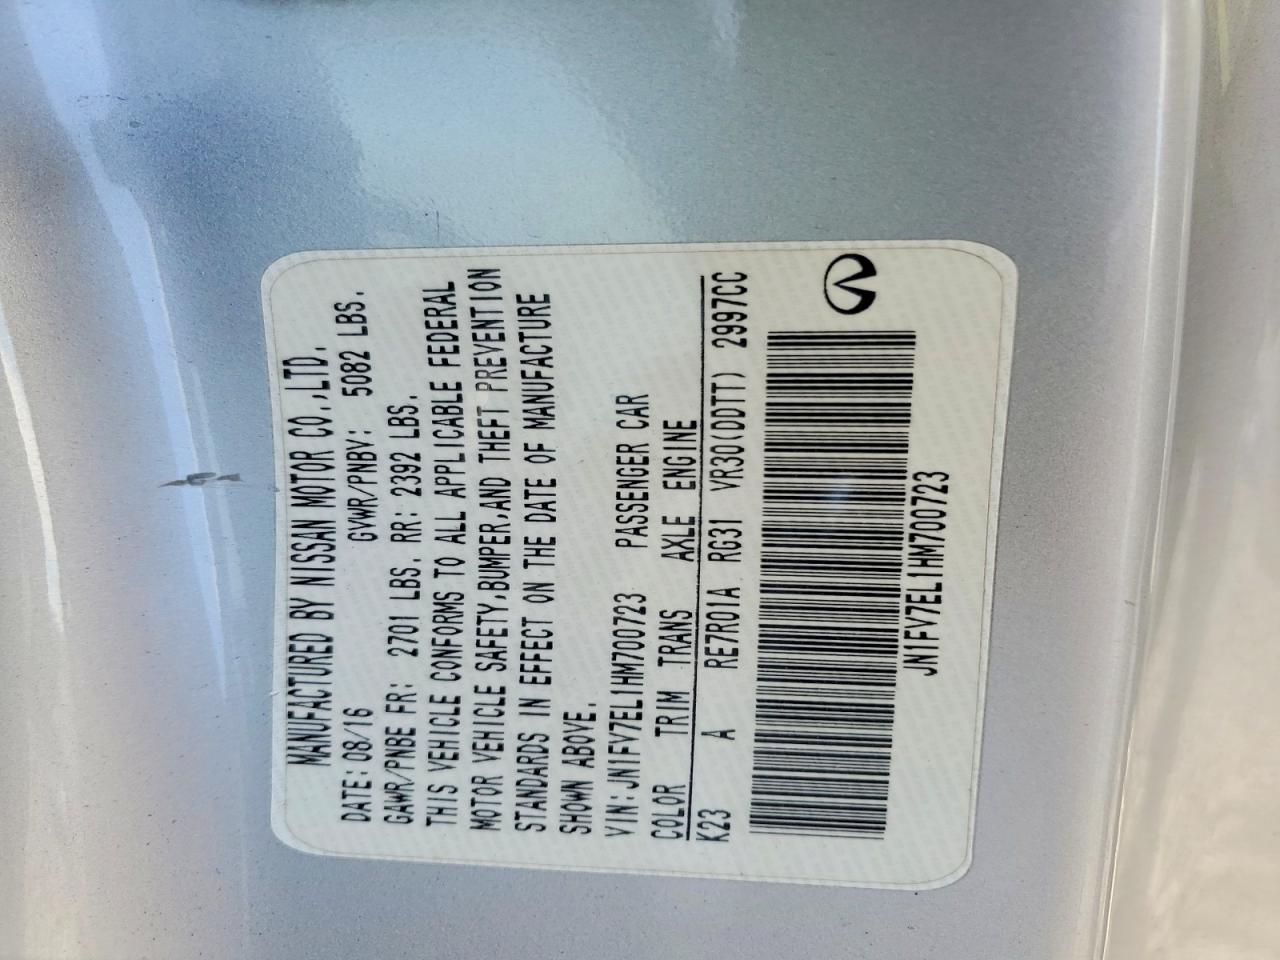 MANUFACTURED BY NISSAN MOTOR CO.,LTD.
DATE:08/16 GVWR/PNBV: 5082 LBS.
GAWR/PNBE FR: 2701 LBS. RR: 2392 LBS.
THIS VEHICLE CONFORMS TO ALL APPLICABLE FEDERAL
MOTOR VEHICLE SAFETY,BUMPER,AND THEFT PREVENTION
STANDARDS IN EFFECT ON THE DATE OF MANUFACTURE
SHOWN ABOVE.
VIN:JN1FV7EL1HM700723 PASSENGER CAR
COLOR TRIM TRANS AXLE ENGINE
K23 A RE7R01A RG31 VR30(DDTT) 2997CC
JN1FV7EL1HM700723